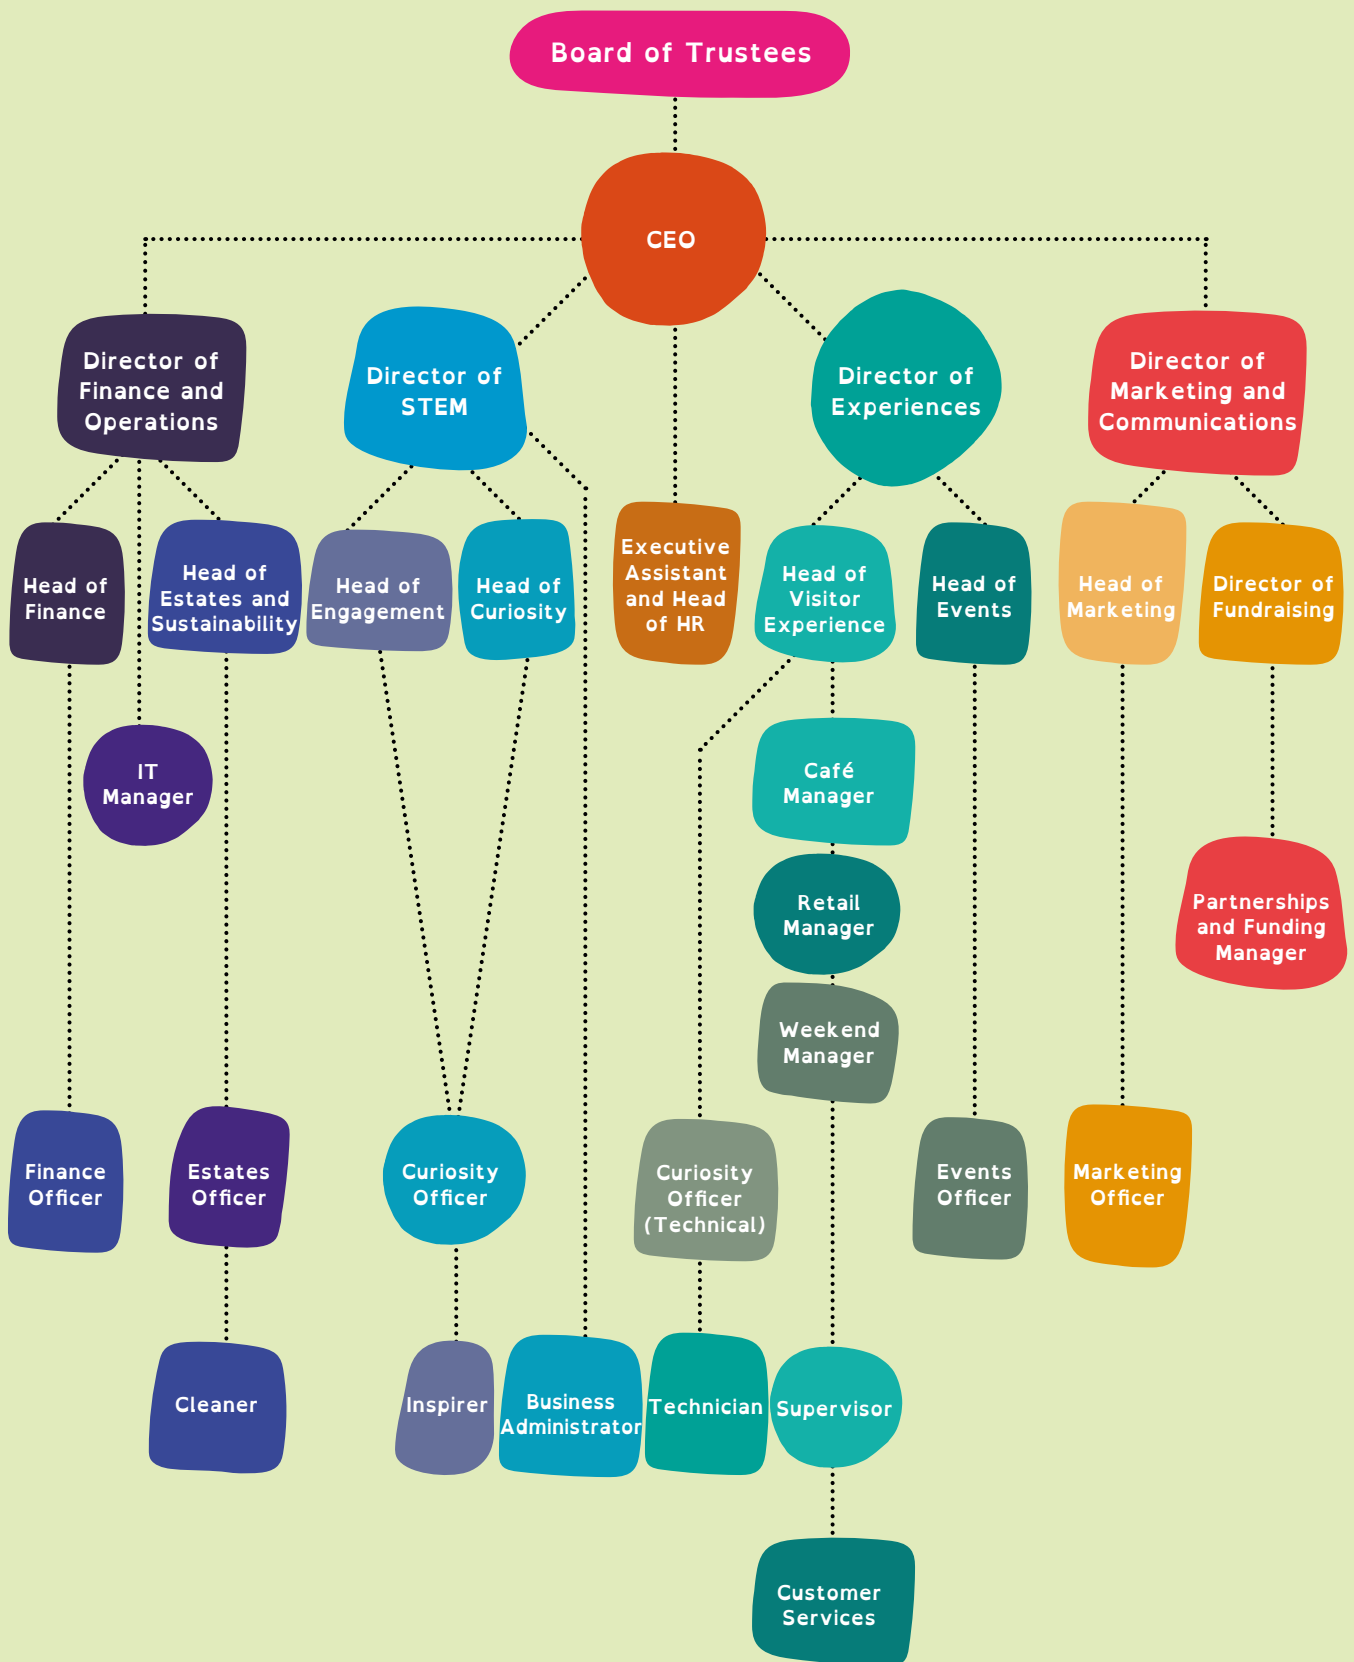 Board of Trustees
CEO
Director of
Finance and
Operations
Director of
STEM
Director of
Experiences
Director of
Marketing and
Communications
Head of
Finance
Head of
Estates and
Sustainability
Head of
Engagement
Head of
Curiosity
Executive
Assistant
and Head
of HR
Head of
Visitor
Experience
Head of
Events
Head of
Marketing
Director of
Fundraising
IT
Manager
Café
Manager
Retail
Manager
Partnerships
and Funding
Manager
Weekend
Manager
Finance
Officer
Estates
Officer
Curiosity
Officer
Curiosity
Officer
(Technical)
Events
Officer
Marketing
Officer
Cleaner
Inspirer
Business
Administrator
Technician
Supervisor
Customer
Services